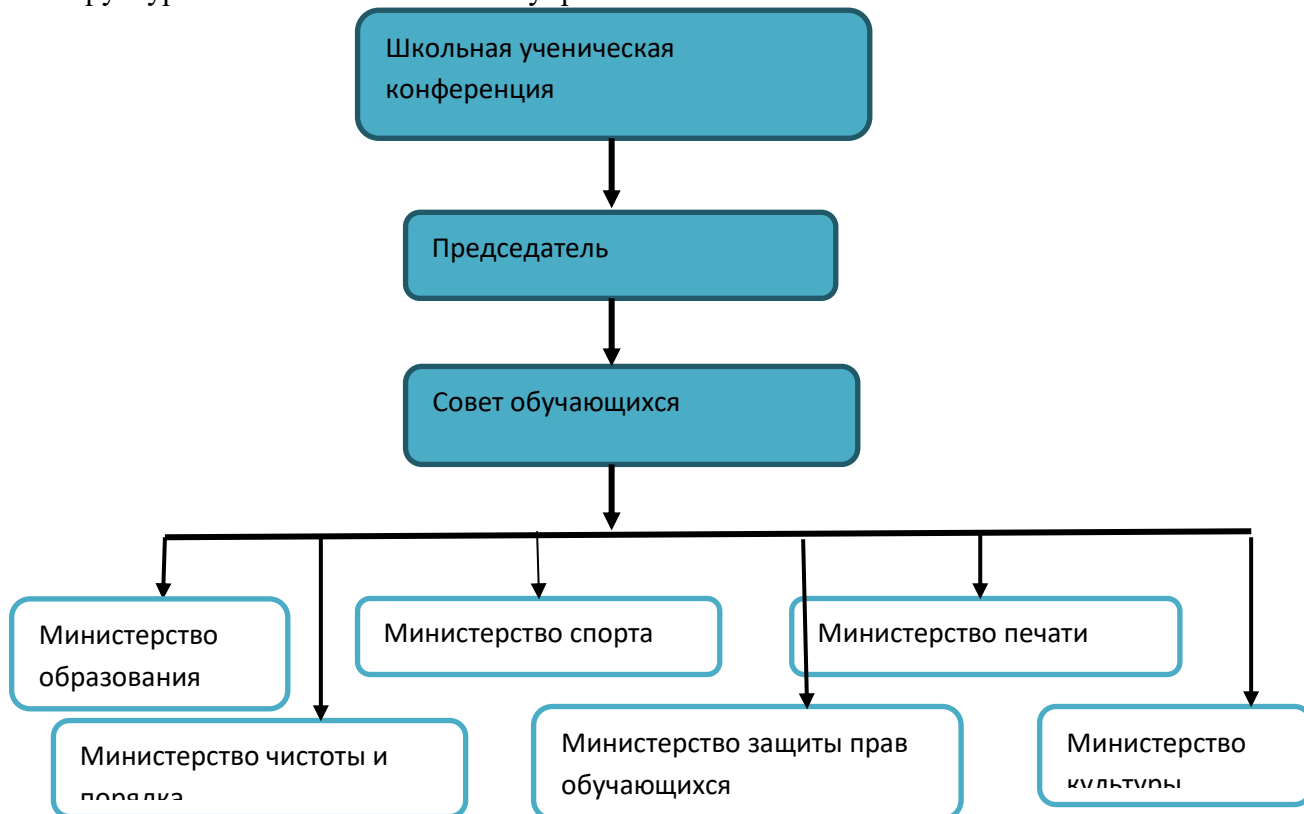 Школьная ученическая
конференция
Председатель
Совет обучающихся
Министерство
образования
Министерство спорта
Министерство печати
Министерство чистоты и
порядка
Министерство защиты прав
обучающихся
Министерство
культуры